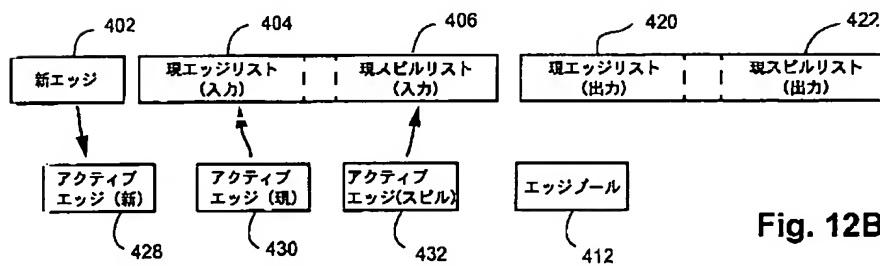 402
404
406
420
422
新エッジ
現エッジリスト
(入力)
現スピルリスト
(入力)
現エッジリスト
(出力)
現スピルリスト
(出力)
アクティブ
エッジ(新)
アクティブ
エッジ(現)
アクティブ
エッジ(スピル)
エッジプール
428
430
432
412
Fig. 12B